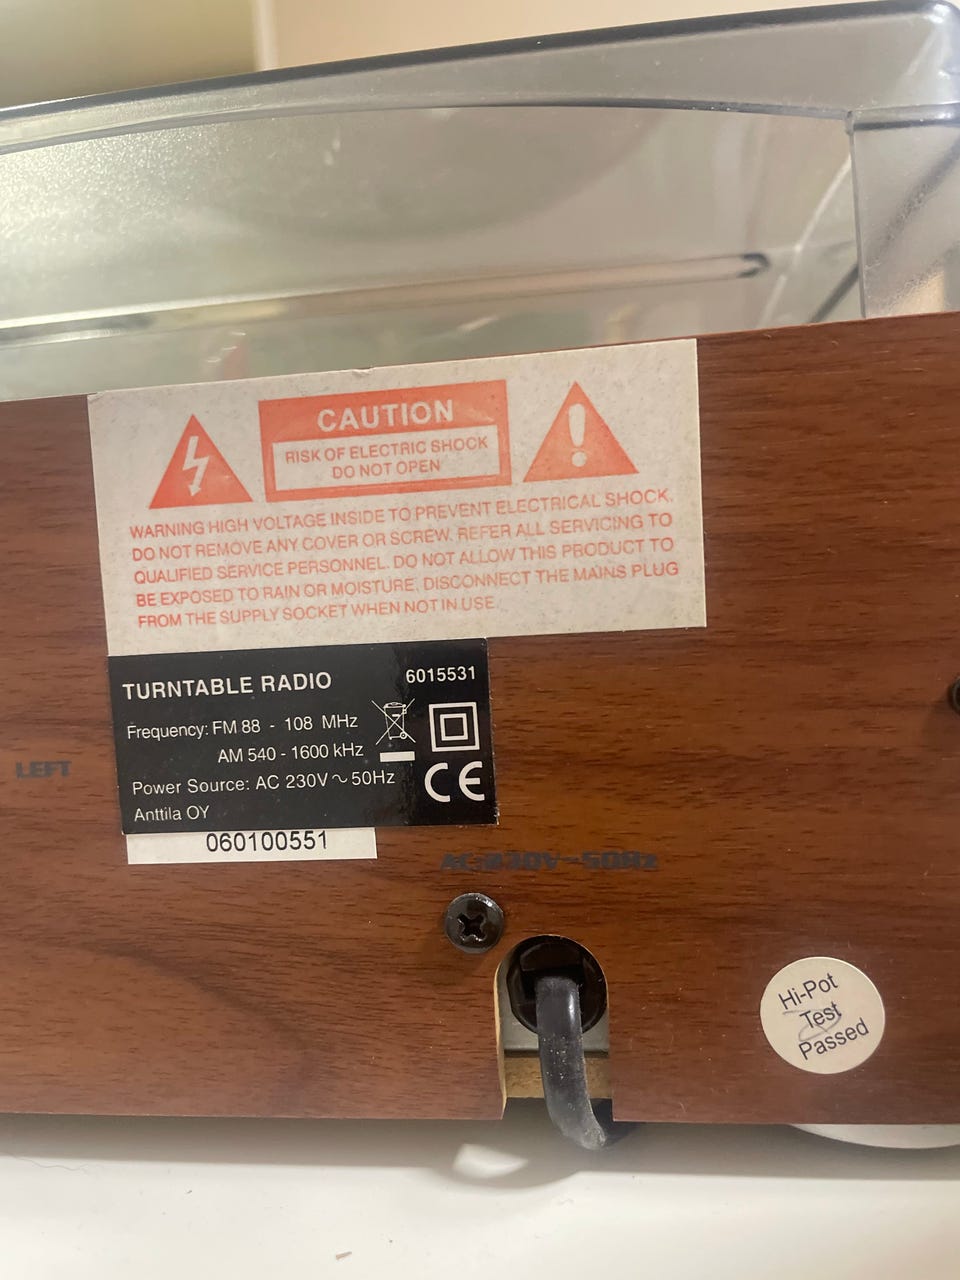 CAUTION
RISK OF ELECTRIC SHOCK
DO NOT OPEN
WARNING HIGH VOLTAGE INSIDE TO PREVENT ELECTRICAL SHOCK,
DO NOT REMOVE ANY COVER OR SCREW. REFER ALL SERVICING TO
QUALIFIED SERVICE PERSONNEL. DO NOT ALLOW THIS PRODUCT TO
BE EXPOSED TO RAIN OR MOISTURE, DISCONNECT THE MAINS PLUG
FROM THE SUPPLY SOCKET WHEN NOT IN USE.
TURNTABLE RADIO 6015531
Frequency: FM 88 - 108 MHz
AM 540 - 1600 kHz
Power Source: AC 230V ~ 50Hz
CE
Anttila OY
LEFT
060100551
AC:230V~50Hz
Hi-Pot
Test
Passed